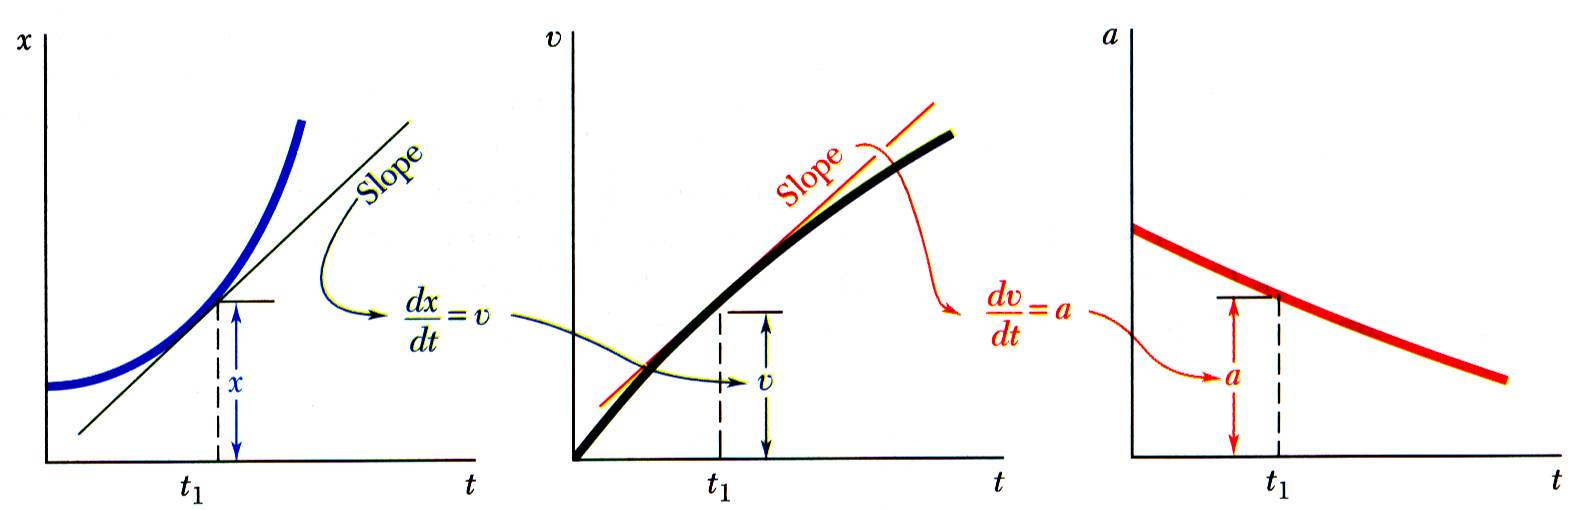 x
Slope
dx/dt = v
x
t₁
t
v
Slope
v
t₁
t
dv/dt = a
a
a
t₁
t